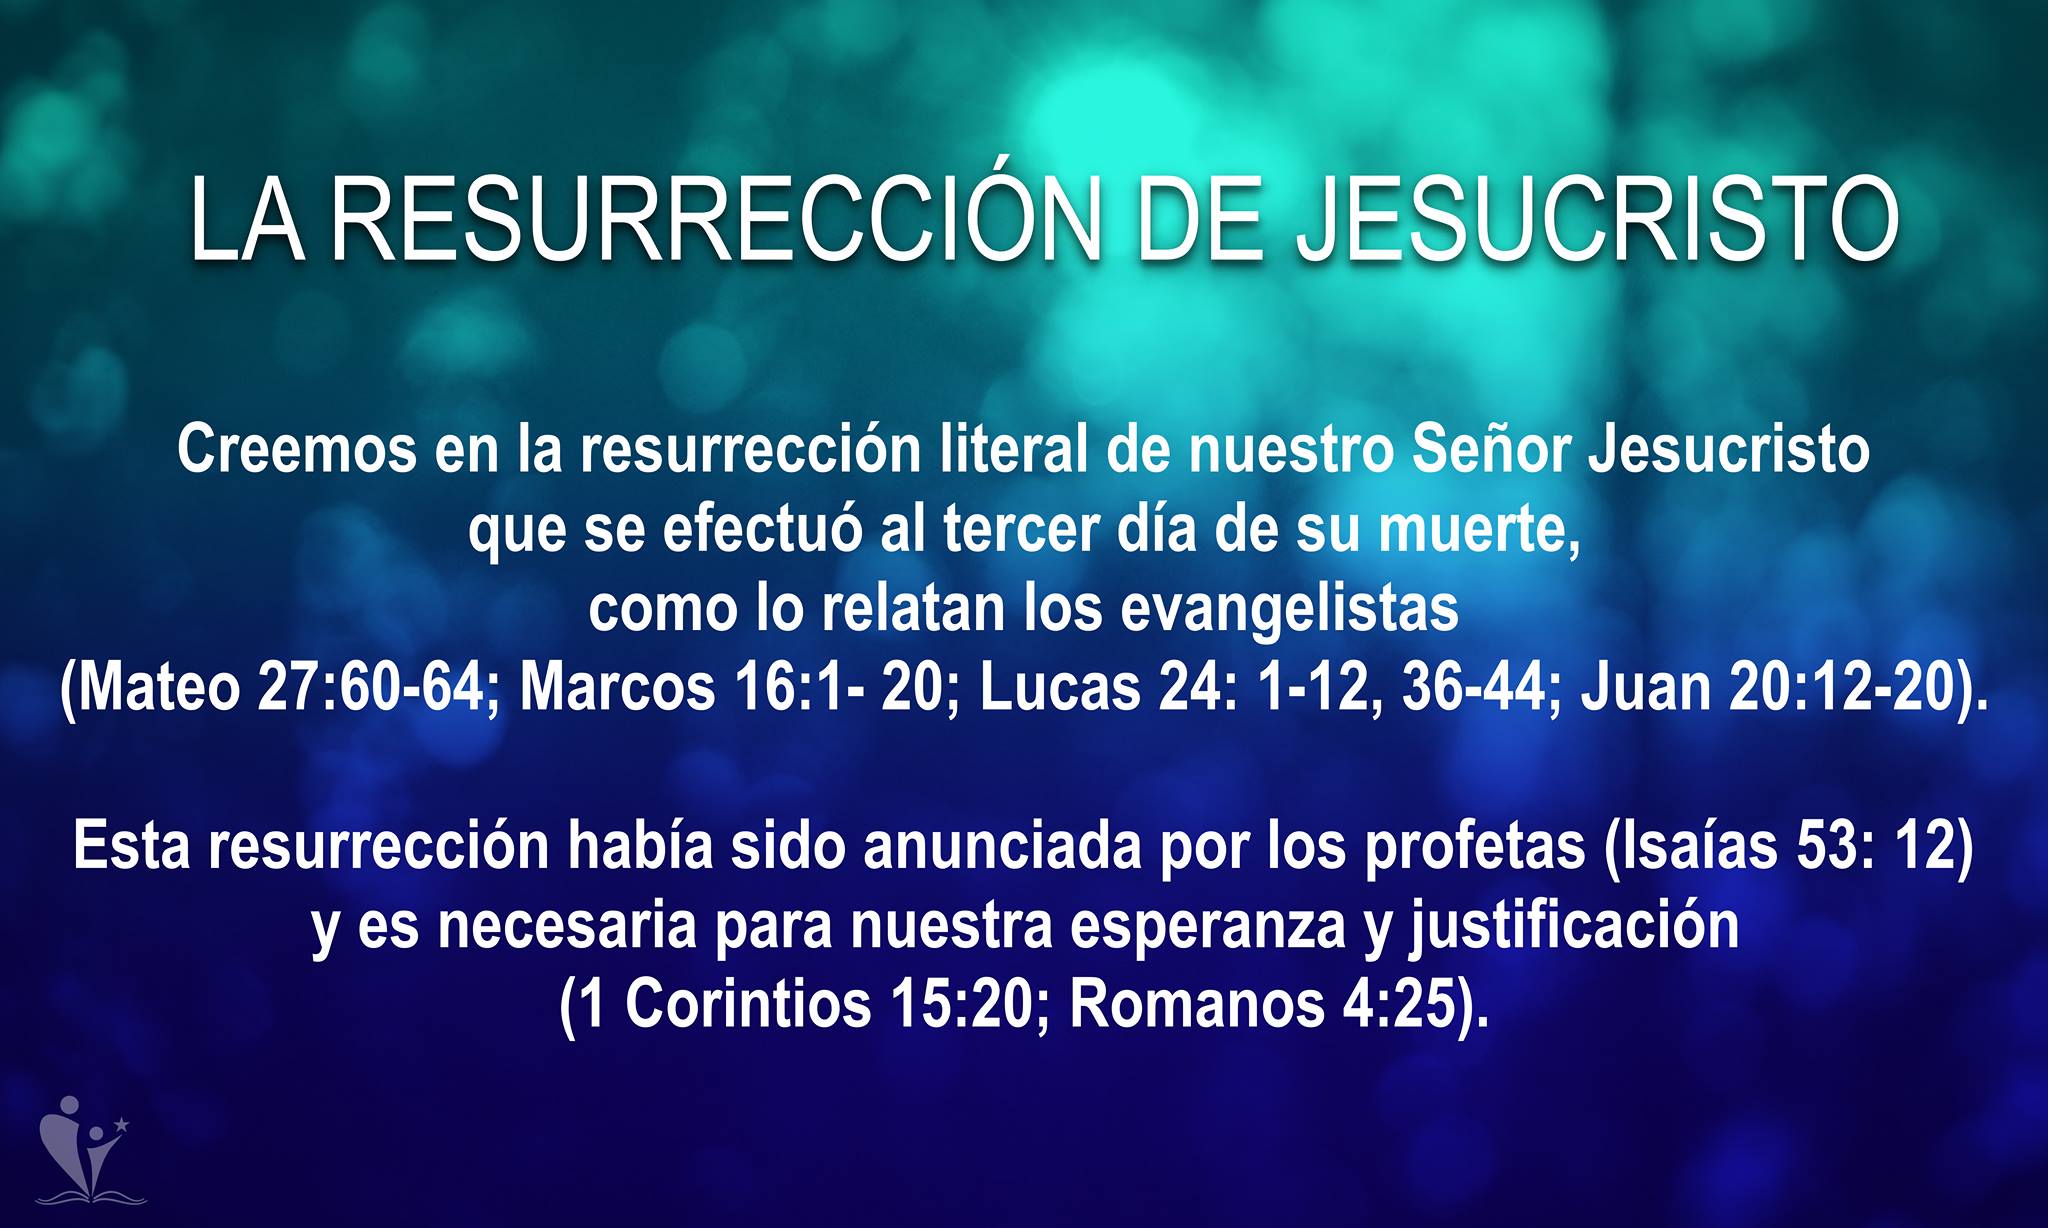 LA RESURRECCIÓN DE JESUCRISTO
Creemos en la resurrección literal de nuestro Señor Jesucristo
que se efectuó al tercer día de su muerte,
como lo relatan los evangelistas
(Mateo 27:60-64; Marcos 16:1- 20; Lucas 24: 1-12, 36-44; Juan 20:12-20).
Esta resurrección había sido anunciada por los profetas (Isaías 53: 12)
y es necesaria para nuestra esperanza y justificación
(1 Corintios 15:20; Romanos 4:25).